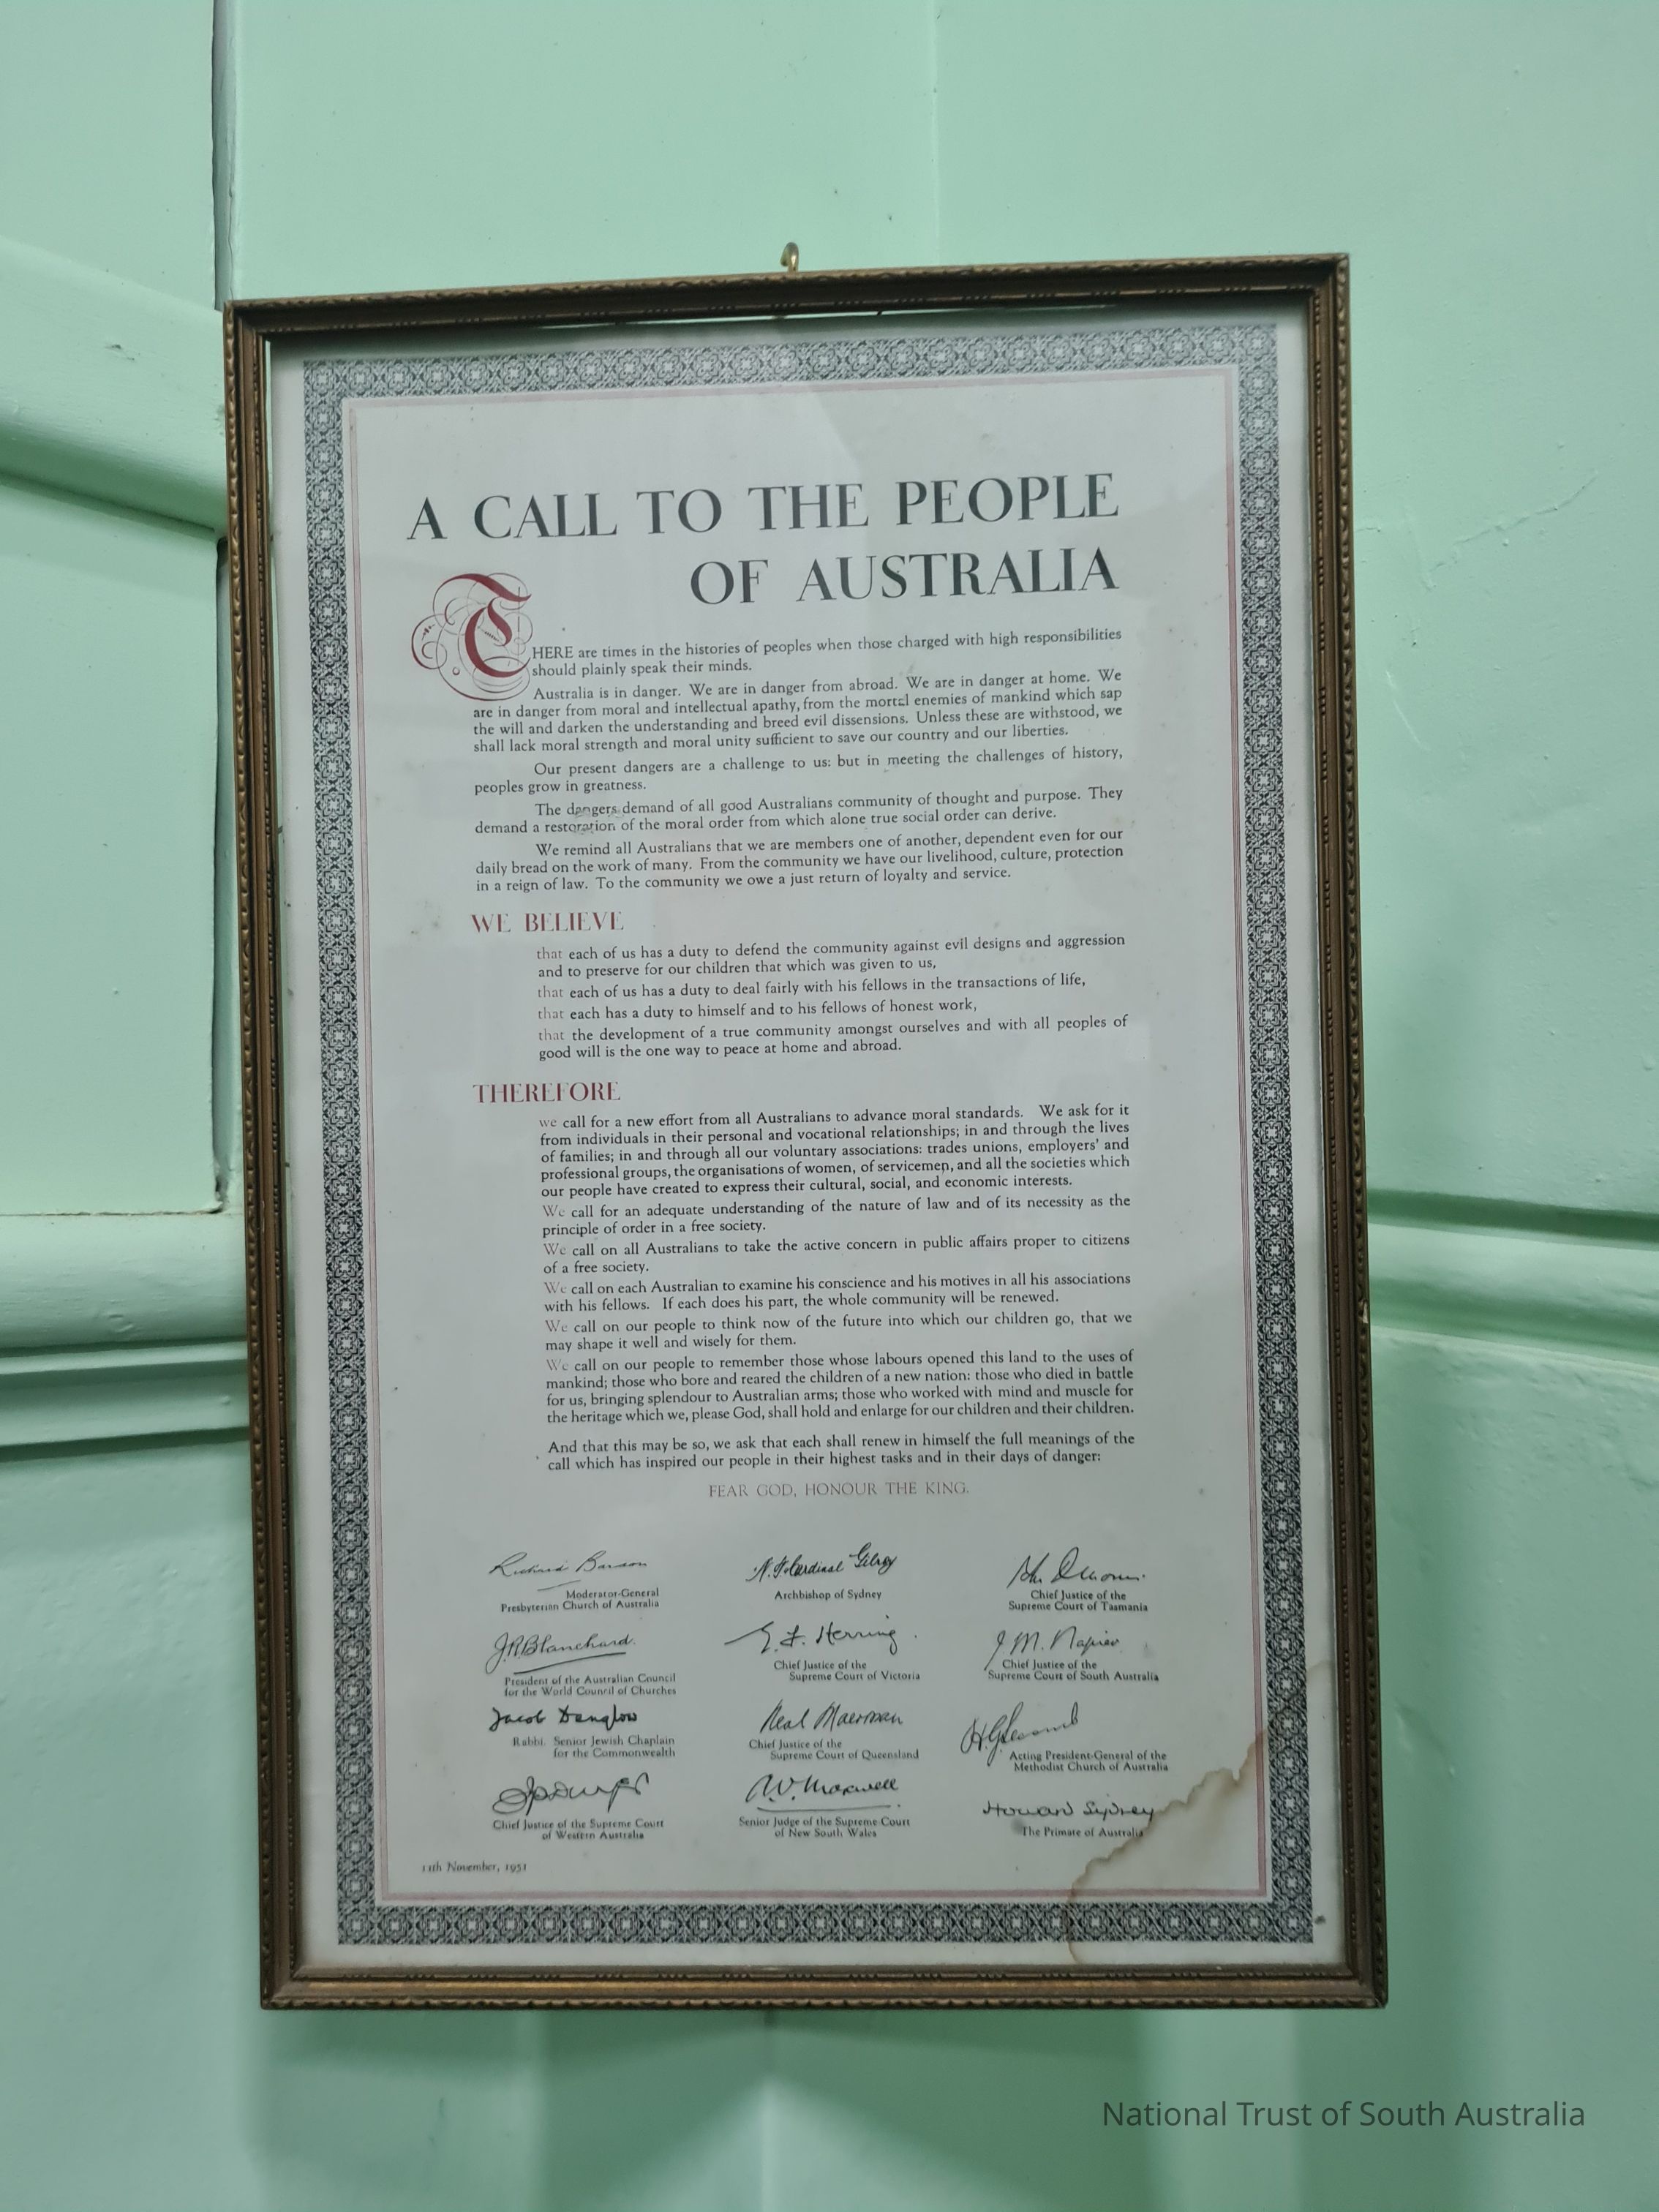 A CALL TO THE PEOPLE
OF AUSTRALIA
THERE are times in the histories of peoples when those charged with high responsibilities
should plainly speak their minds.
Australia is in danger. We are in danger from abroad. We are in danger at home. We
are in danger from moral and intellectual apathy, from the mortal enemies of mankind which sap
the will and darken the understanding and breed evil dissensions. Unless these are withstood, we
shall lack moral strength and moral unity sufficient to save our country and our liberties.
Our present dangers are a challenge to us: but in meeting the challenges of history,
peoples grow in greatness.
The dangers demand of all good Australians community of thought and purpose. They
demand a restoration of the moral order from which alone true social order can derive.
We remind all Australians that we are members one of another, dependent even for our
daily bread on the work of many. From the community we have our livelihood, culture, protection
in a reign of law. To the community we owe a just return of loyalty and service.
WE BELIEVE
that each of us has a duty to defend the community against evil designs and aggression
and to preserve for our children that which was given to us,
that each of us has a duty to deal fairly with his fellows in the transactions of life,
that each has a duty to himself and to his fellows of honest work,
that the development of a true community amongst ourselves and with all peoples of
good will is the one way to peace at home and abroad.
THEREFORE
we call for a new effort from all Australians to advance moral standards. We ask for it
from individuals in their personal and vocational relationships; in and through the lives
of families; in and through all our voluntary associations: trades unions, employers' and
professional groups, the organisations of women, of servicemen, and all the societies which
our people have created to express their cultural, social, and economic interests.
We call for an adequate understanding of the nature of law and of its necessity as the
principle of order in a free society.
We call on all Australians to take the active concern in public affairs proper to citizens
of a free society.
We call on each Australian to examine his conscience and his motives in all his associations
with his fellows. If each does his part, the whole community will be renewed.
We call on our people to think now of the future into which our children go, that we
may shape it well and wisely for them.
We call on our people to remember those whose labours opened this land to the uses of
mankind; those who bore and reared the children of a new nation: those who died in battle
for us, bringing splendour to Australian arms; those who worked with mind and muscle for
the heritage which we, please God, shall hold and enlarge for our children and their children.
And that this may be so, we ask that each shall renew in himself the full meanings of the
call which has inspired our people in their highest tasks and in their days of danger:
FEAR GOD, HONOUR THE KING.
Richard
Moderator-General
Presbyterian Church of Australia
N. T. Cardinal Gilroy
Archbishop of Sydney
Chief Justice of the
Supreme Court of Tasmania
J.R. Blanchard.
President of the Australian Council
for the World Council of Churches
E. F. Herring.
Chief Justice of the
Supreme Court of Victoria
J. M. Napier
Chief Justice of the
Supreme Court of South Australia
Jacob Danglow
Rabbi. Senior Jewish Chaplain
for the Commonwealth
Neal Macrossan
Chief Justice of the
Supreme Court of Queensland
Acting President-General of the
Methodist Church of Australia
J P Dwyer
Chief Justice of the Supreme Court
of Western Australia
A.V. Maxwell
Senior Judge of the Supreme Court
of New South Wales
Howard Sydney
The Primate of Australia
11th November, 1951
National Trust of South Australia